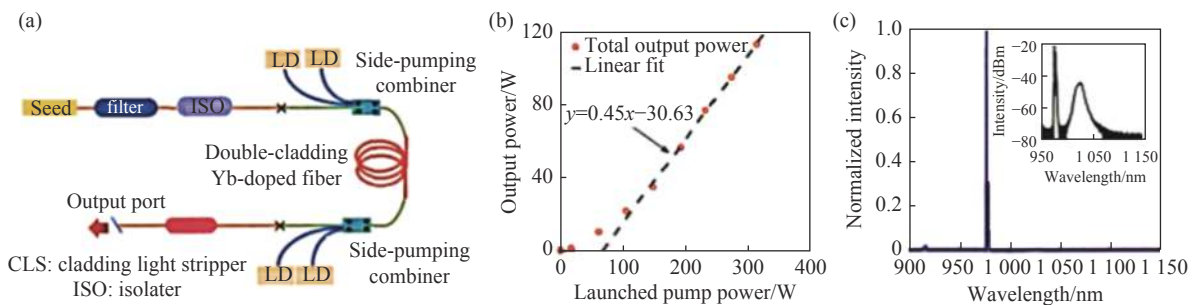 (a)
LD LD
Side-pumping
combiner
Seed filter ISO
Double-cladding
Yb-doped fiber
Output port
Side-pumping
combiner
LD LD
CLS: cladding light stripper
ISO: isolater
(b)
Output power/W
120
80
40
0
Total output power
Linear fit
y=0.45x−30.63
0 100 200 300 400
Launched pump power/W
(c)
Normalized intensity
1.0
0.8
0.6
0.4
0.2
0
900 950 1 000 1 050 1 100 1 150
Wavelength/nm
Intensity/dBm
−20
−40
−60
−80
950 1 050 1 150
Wavelength/nm